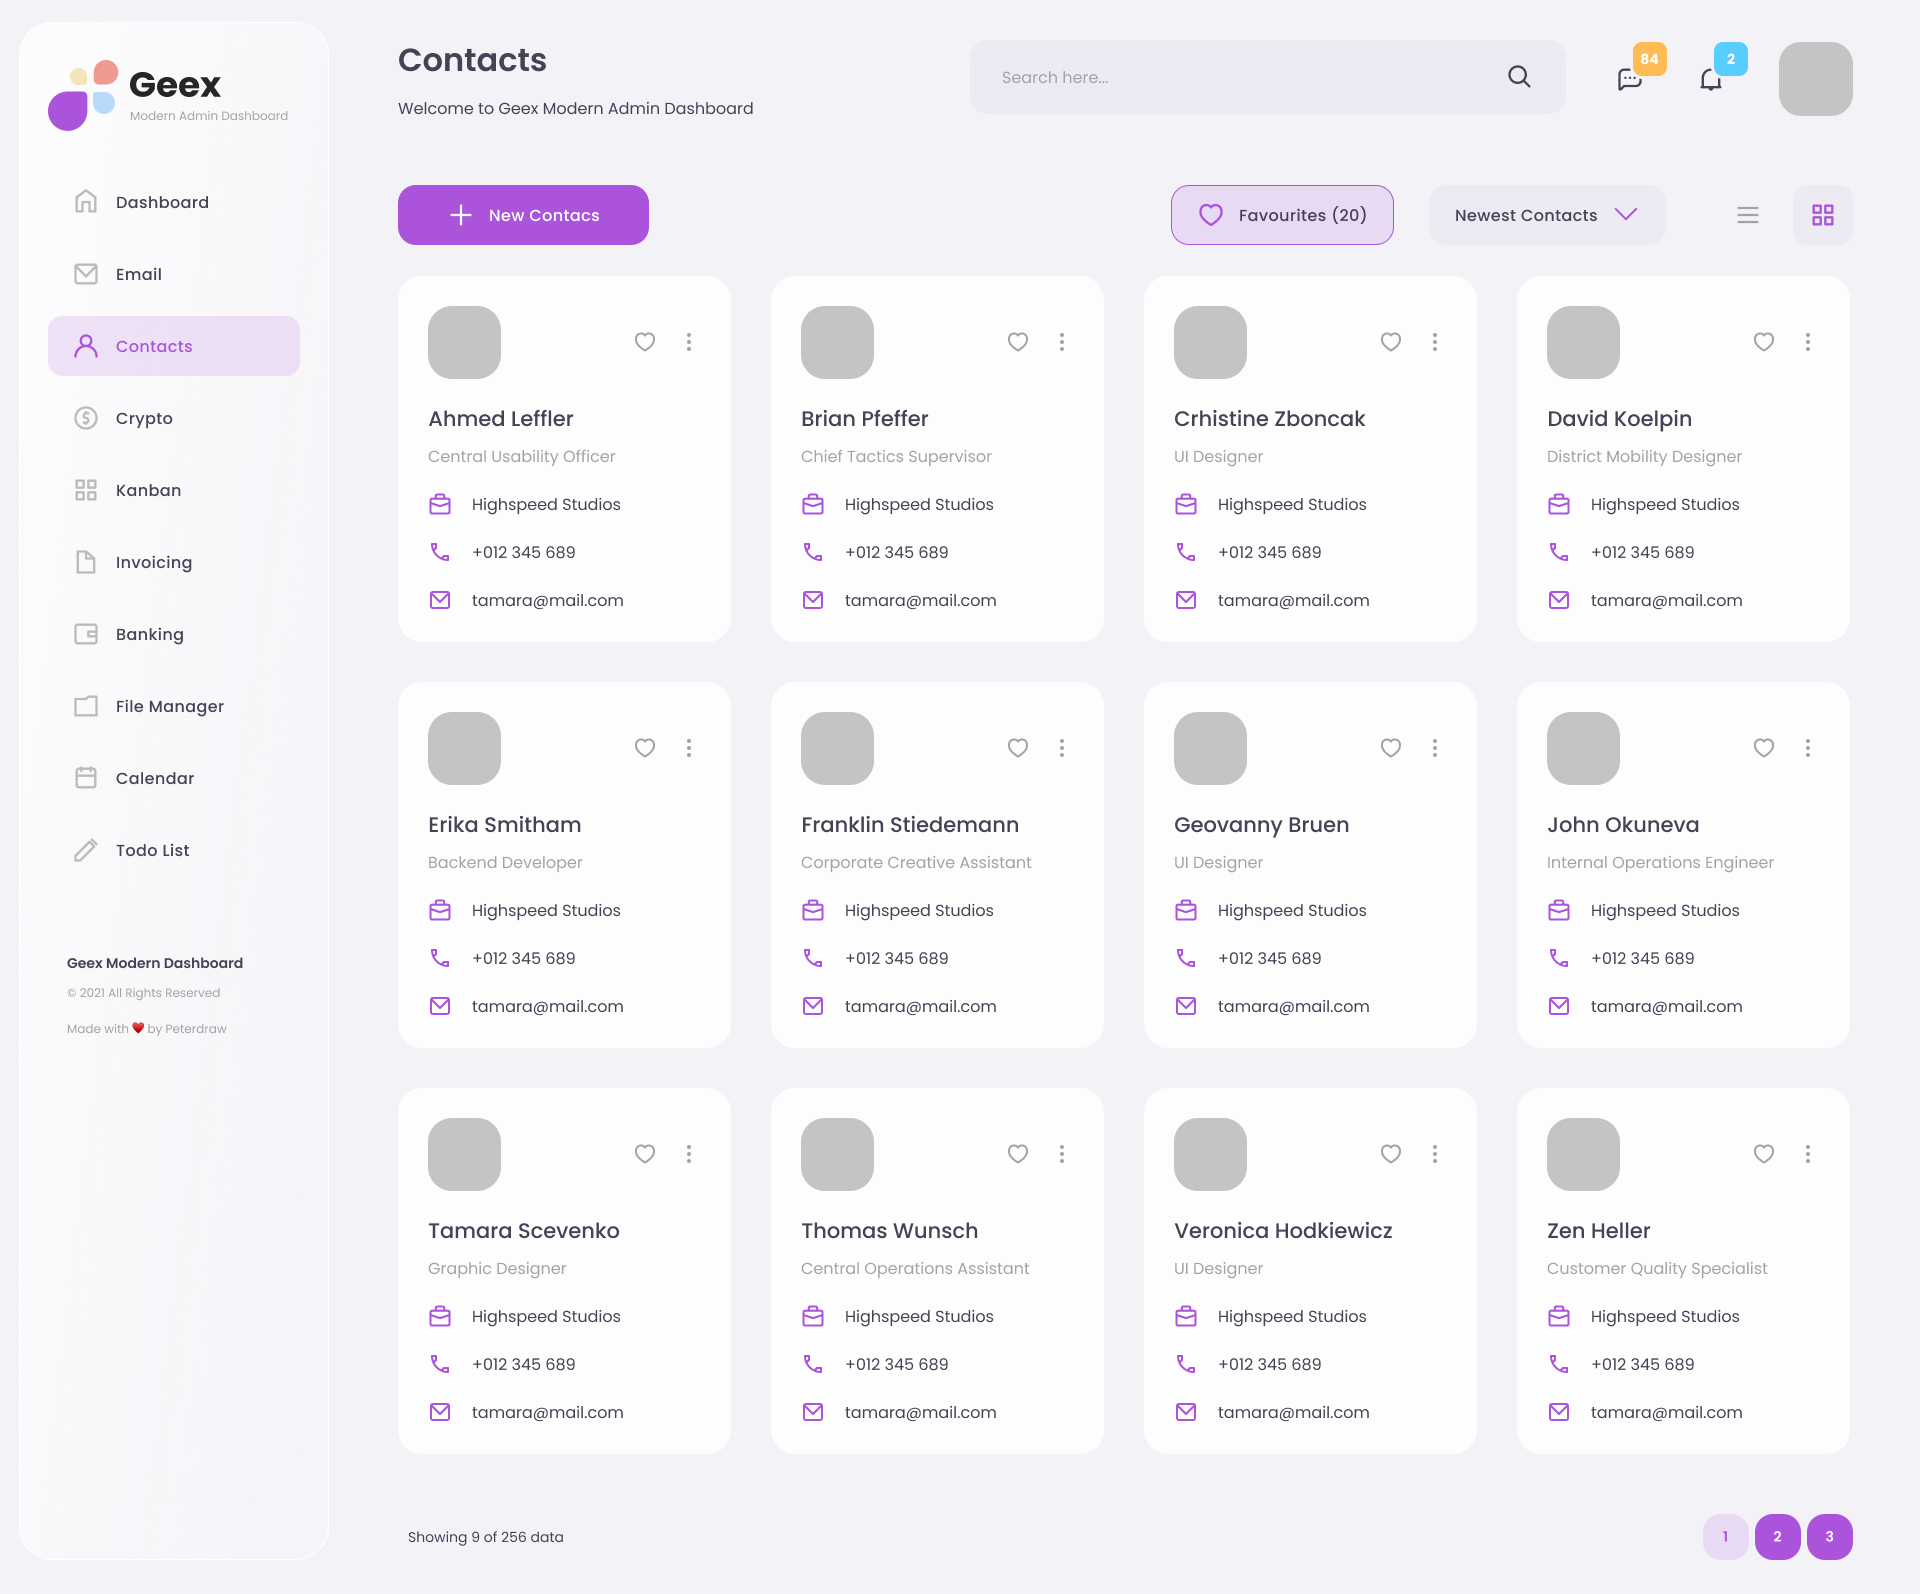 Geex
Modern Admin Dashboard
Dashboard
Email
Contacts
Crypto
Kanban
Invoicing
Banking
File Manager
Calendar
Todo List
Geex Modern Dashboard
© 2021 All Rights Reserved
Made with ❤ by Peterdraw
Contacts
Welcome to Geex Modern Admin Dashboard
Search here...
84
2
New Contacs
Favourites (20)
Newest Contacts
Ahmed Leffler
Central Usability Officer
Highspeed Studios
+012 345 689
tamara@mail.com
Brian Pfeffer
Chief Tactics Supervisor
Highspeed Studios
+012 345 689
tamara@mail.com
Crhistine Zboncak
UI Designer
Highspeed Studios
+012 345 689
tamara@mail.com
David Koelpin
District Mobility Designer
Highspeed Studios
+012 345 689
tamara@mail.com
Erika Smitham
Backend Developer
Highspeed Studios
+012 345 689
tamara@mail.com
Franklin Stiedemann
Corporate Creative Assistant
Highspeed Studios
+012 345 689
tamara@mail.com
Geovanny Bruen
UI Designer
Highspeed Studios
+012 345 689
tamara@mail.com
John Okuneva
Internal Operations Engineer
Highspeed Studios
+012 345 689
tamara@mail.com
Tamara Scevenko
Graphic Designer
Highspeed Studios
+012 345 689
tamara@mail.com
Thomas Wunsch
Central Operations Assistant
Highspeed Studios
+012 345 689
tamara@mail.com
Veronica Hodkiewicz
UI Designer
Highspeed Studios
+012 345 689
tamara@mail.com
Zen Heller
Customer Quality Specialist
Highspeed Studios
+012 345 689
tamara@mail.com
Showing 9 of 256 data
1
2
3